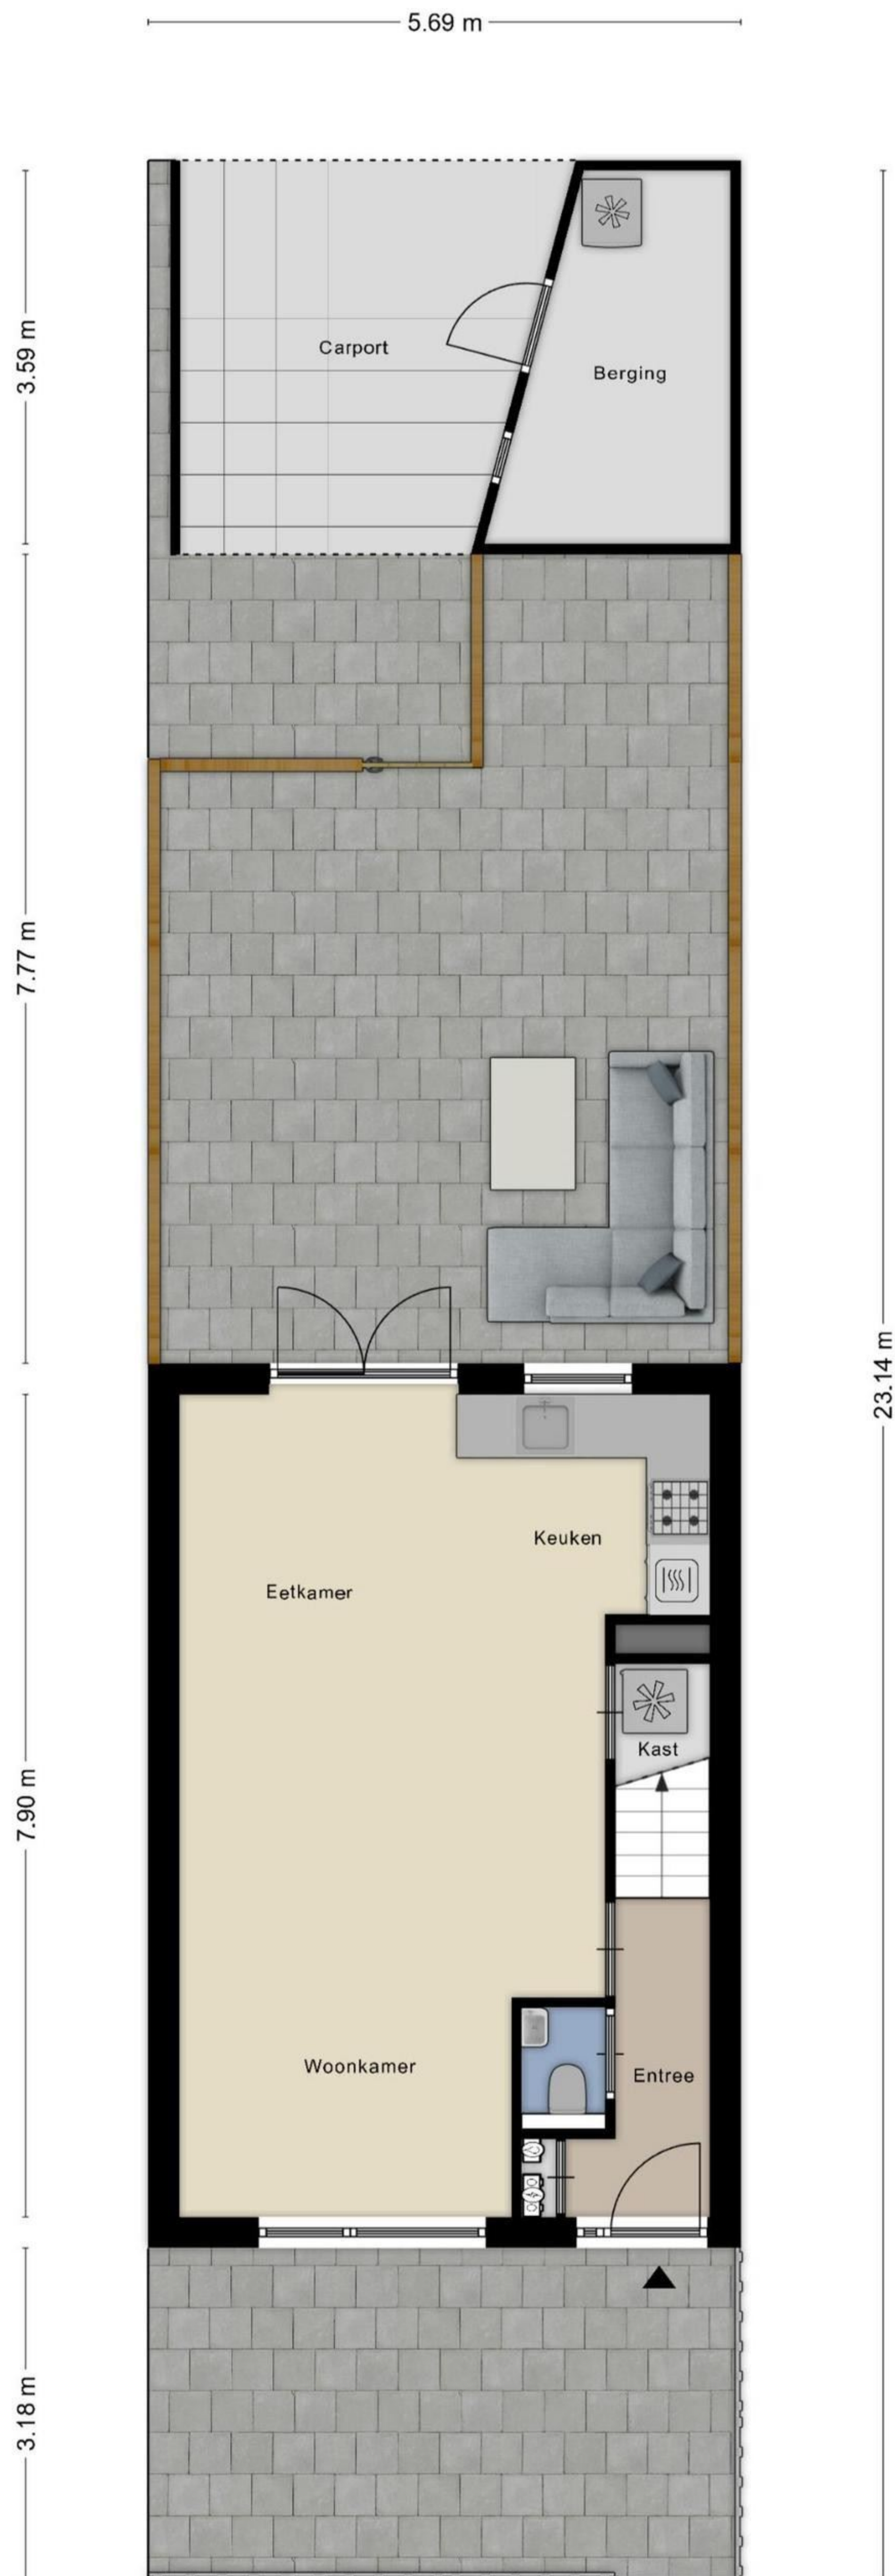 5.69 m
3.59 m
Carport
Berging
7.77 m
23.14 m
Keuken
Eetkamer
Kast
7.90 m
Woonkamer
Entree
3.18 m